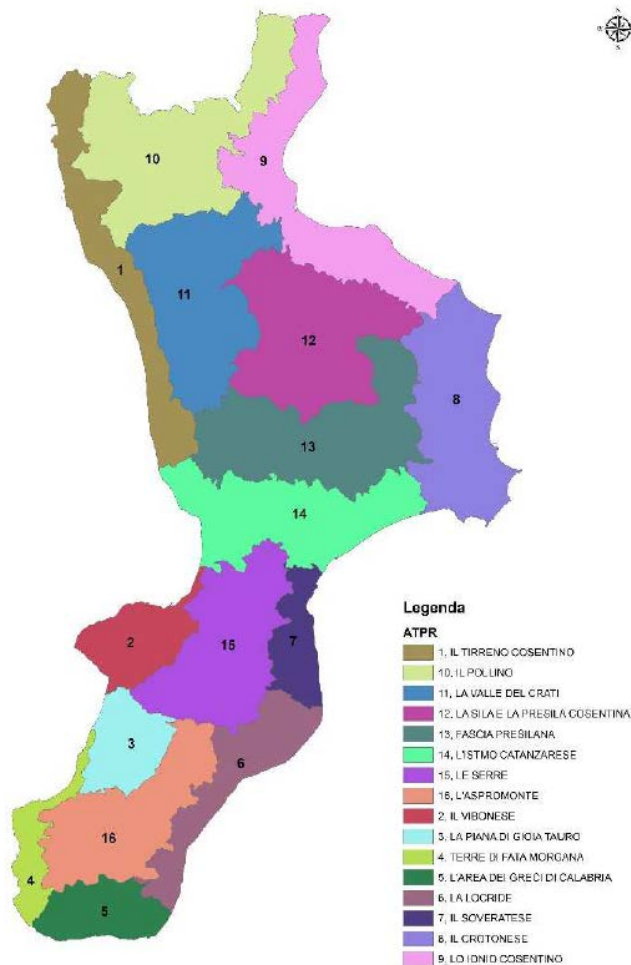 10
9
1
11
12
8
13
14
2
15
7
3
6
16
4
5
Legenda
ATPR
1, IL TIRRENO COSENTINO
10, IL POLLINO
11, LA VALLE DEL CRATI
12, LA SILA E LA PRESILA COSENTINA
13, FASCIA PRESILANA
14, L'ISTMO CATANZARESE
15, LE SERRE
16, L'ASPROMONTE
2, IL VIBONESE
3, LA PIANA DI GIOIA TAURO
4, TERRE DI FATA MORGANA
5, L'AREA DEI GRECI DI CALABRIA
6, LA LOCRIDE
7, IL SOVERATESE
8, IL CROTONESE
9, LO IONIO COSENTINO